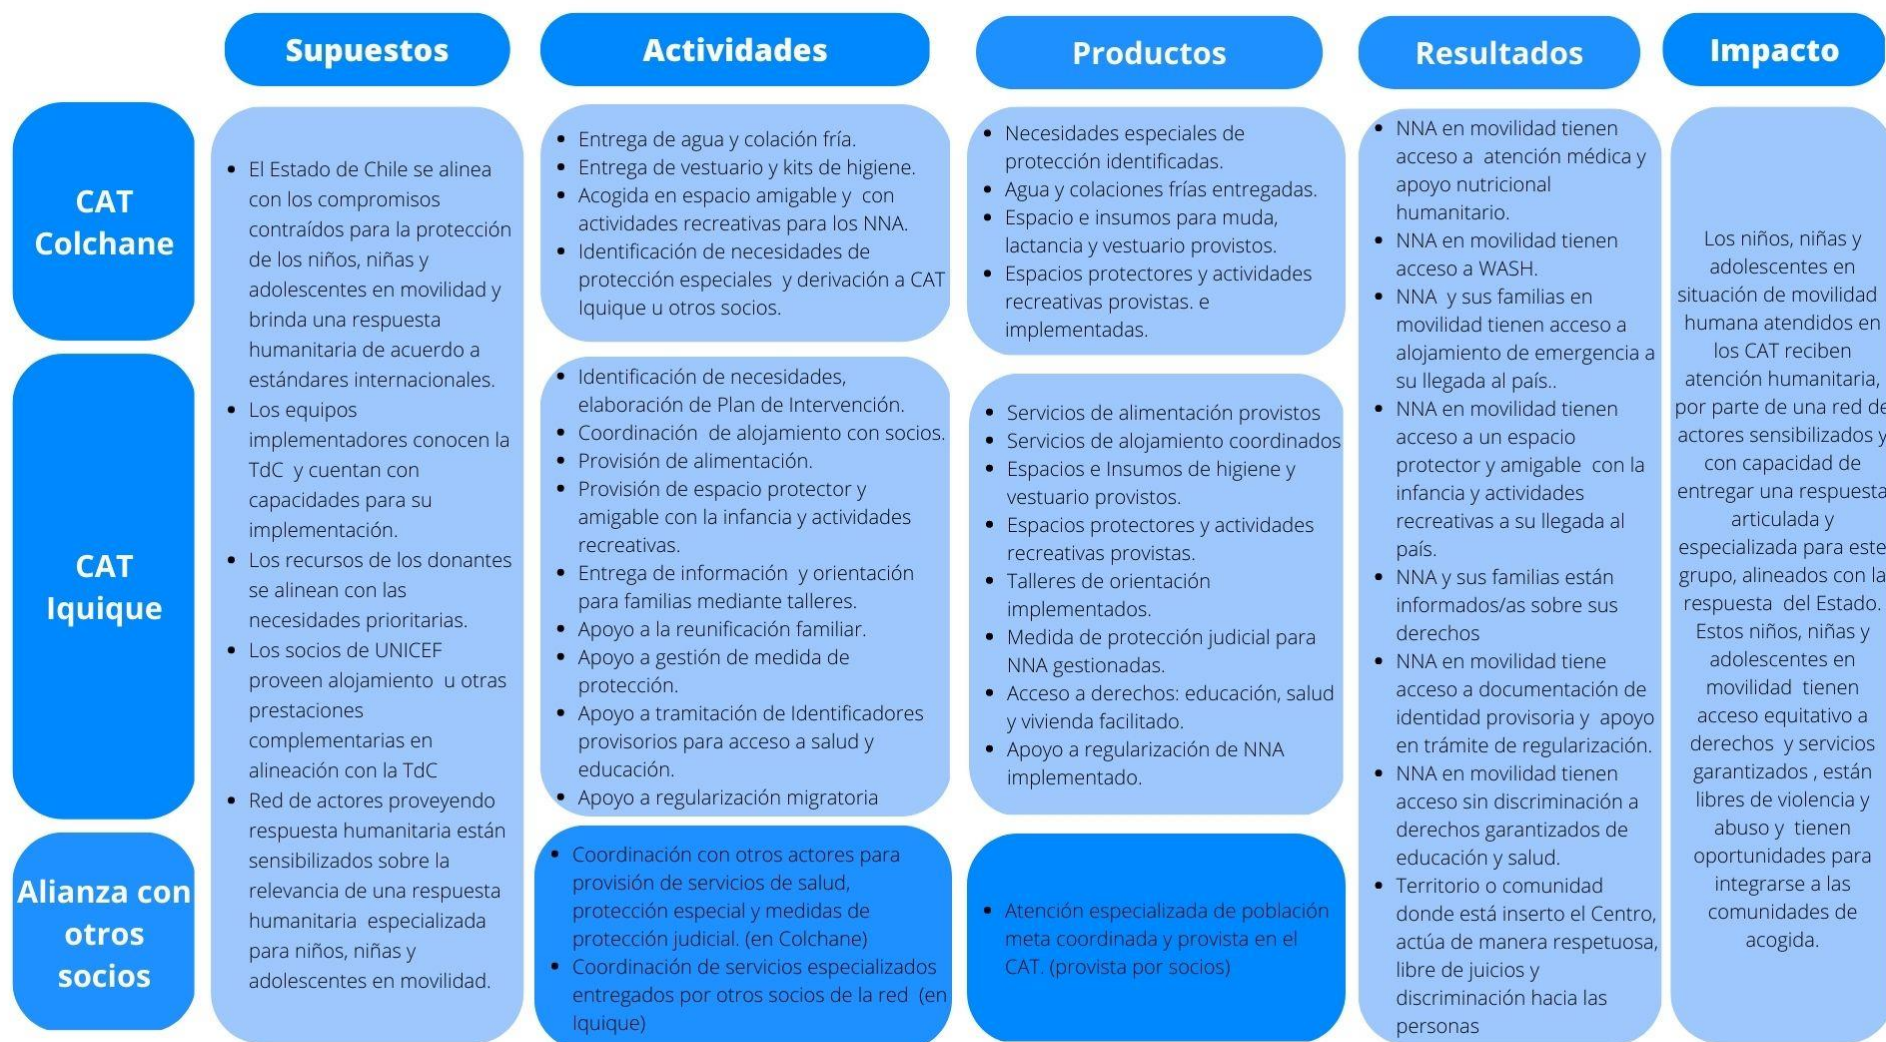 Supuestos
Actividades
Productos
Resultados
Impacto
CAT
Colchane
CAT
Iquique
Alianza con
otros
socios
• El Estado de Chile se alinea
con los compromisos
contraídos para la protección
de los niños, niñas y
adolescentes en movilidad y
brinda una respuesta
humanitaria de acuerdo a
estándares internacionales.
• Los equipos
implementadores conocen la
TdC y cuentan con
capacidades para su
implementación.
• Los recursos de los donantes
se alinean con las
necesidades prioritarias.
• Los socios de UNICEF
proveen alojamiento u otras
prestaciones
complementarias en
alineación con la TdC
• Red de actores proveyendo
respuesta humanitaria están
sensibilizados sobre la
relevancia de una respuesta
humanitaria especializada
para niños, niñas y
adolescentes en movilidad.
• Entrega de agua y colación fría.
• Entrega de vestuario y kits de higiene.
• Acogida en espacio amigable y con
actividades recreativas para los NNA.
• Identificación de necesidades de
protección especiales y derivación a CAT
Iquique u otros socios.
• Identificación de necesidades,
elaboración de Plan de Intervención.
• Coordinación de alojamiento con socios.
• Provisión de alimentación.
• Provisión de espacio protector y
amigable con la infancia y actividades
recreativas.
• Entrega de información y orientación
para familias mediante talleres.
• Apoyo a la reunificación familiar.
• Apoyo a gestión de medida de
protección.
• Apoyo a tramitación de Identificadores
provisorios para acceso a salud y
educación.
• Apoyo a regularización migratoria
• Coordinación con otros actores para
provisión de servicios de salud,
protección especial y medidas de
protección judicial. (en Colchane)
• Coordinación de servicios especializados
entregados por otros socios de la red (en
Iquique)
• Necesidades especiales de
protección identificadas.
• Agua y colaciones frías entregadas.
• Espacio e insumos para muda,
lactancia y vestuario provistos.
• Espacios protectores y actividades
recreativas provistas. e
implementadas.
• Servicios de alimentación provistos
• Servicios de alojamiento coordinados
• Espacios e Insumos de higiene y
vestuario provistos.
• Espacios protectores y actividades
recreativas provistas.
• Talleres de orientación
implementados.
• Medida de protección judicial para
NNA gestionadas.
• Acceso a derechos: educación, salud
y vivienda facilitado.
• Apoyo a regularización de NNA
implementado.
• Atención especializada de población
meta coordinada y provista en el
CAT. (provista por socios)
• NNA en movilidad tienen
acceso a atención médica y
apoyo nutricional
humanitario.
• NNA en movilidad tienen
acceso a WASH.
• NNA y sus familias en
movilidad tienen acceso a
alojamiento de emergencia a
su llegada al país..
• NNA en movilidad tienen
acceso a un espacio
protector y amigable con la
infancia y actividades
recreativas a su llegada al
país.
• NNA y sus familias están
informados/as sobre sus
derechos
• NNA en movilidad tiene
acceso a documentación de
identidad provisoria y apoyo
en trámite de regularización.
• NNA en movilidad tienen
acceso sin discriminación a
derechos garantizados de
educación y salud.
• Territorio o comunidad
donde está inserto el Centro,
actúa de manera respetuosa,
libre de juicios y
discriminación hacia las
personas
Los niños, niñas y
adolescentes en
situación de movilidad
humana atendidos en
los CAT reciben
atención humanitaria,
por parte de una red de
actores sensibilizados y
con capacidad de
entregar una respuesta
articulada y
especializada para este
grupo, alineados con la
respuesta del Estado.
Estos niños, niñas y
adolescentes en
movilidad tienen
acceso equitativo a
derechos y servicios
garantizados , están
libres de violencia y
abuso y tienen
oportunidades para
integrarse a las
comunidades de
acogida.